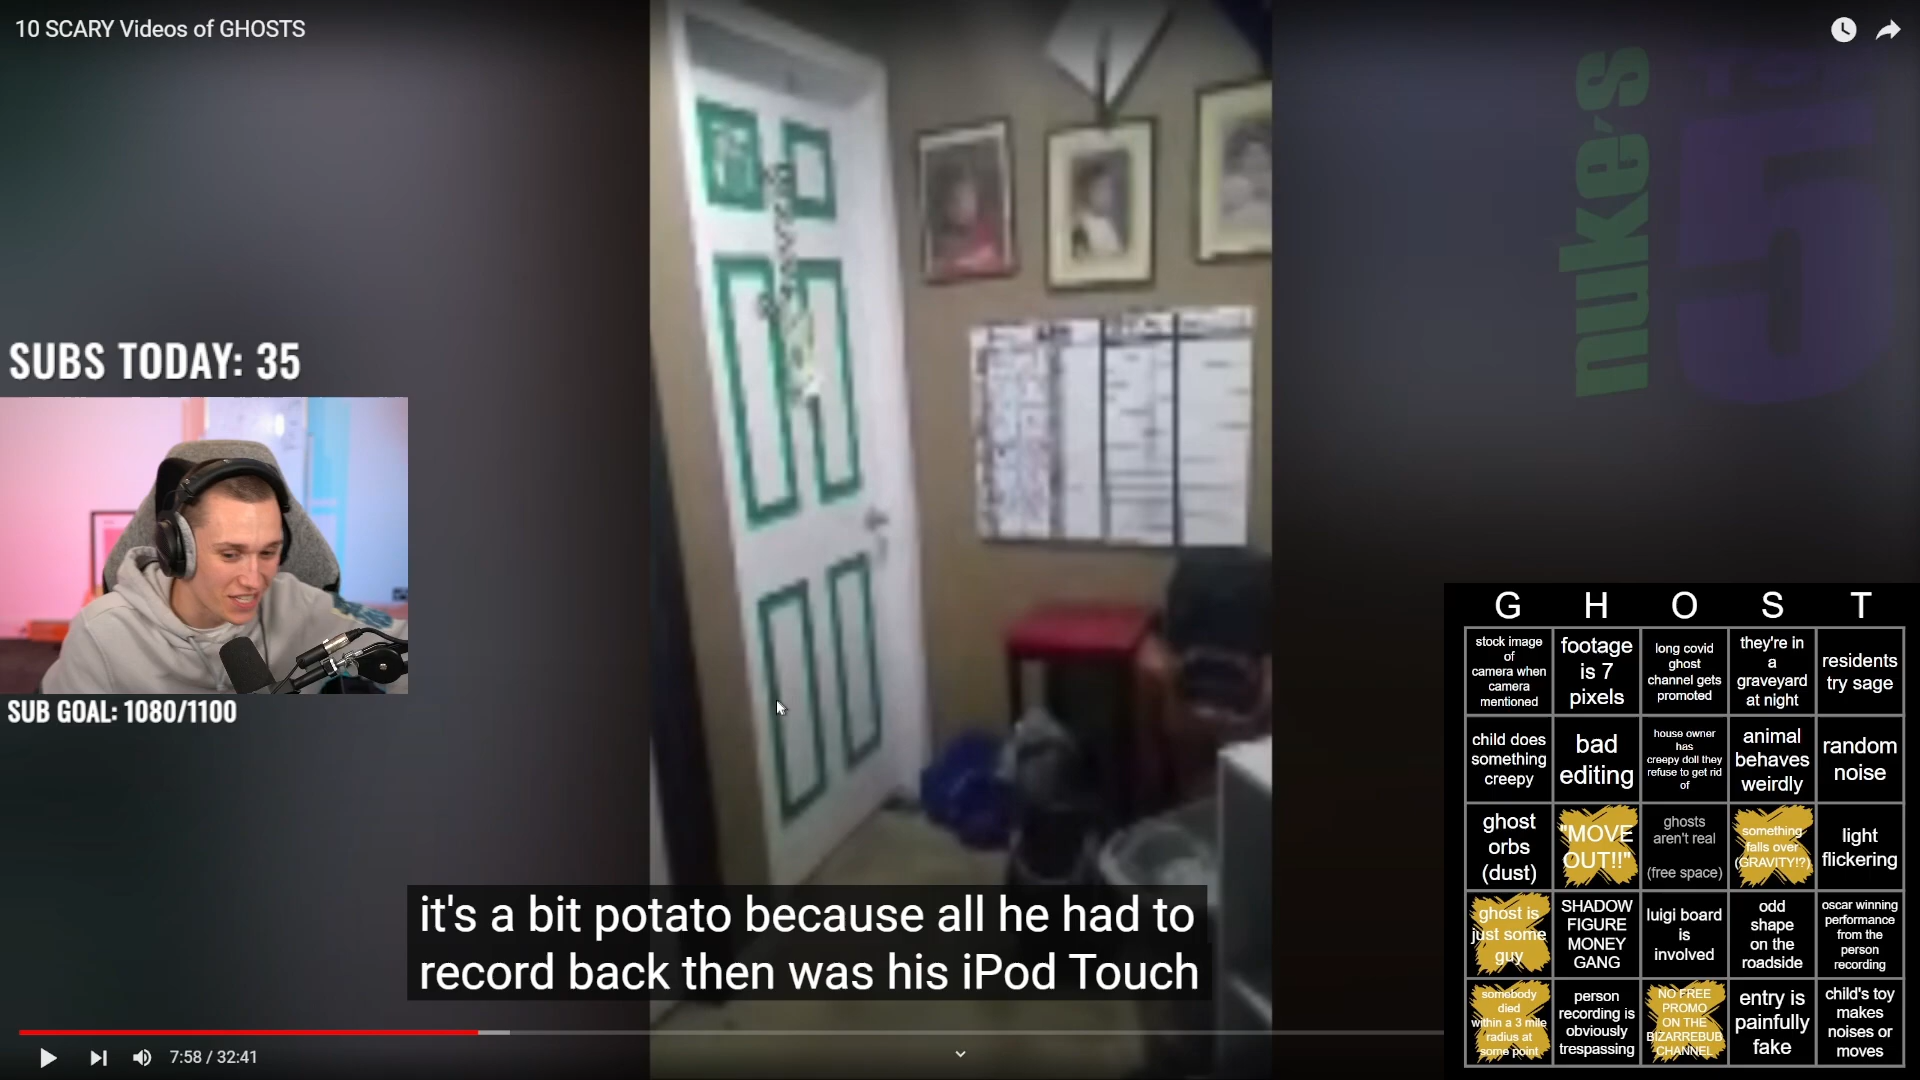 10 SCARY Videos of GHOSTS
nuke's
5
SUBS TODAY: 35
SUB GOAL: 1080/1100
it's a bit potato because all he had to
record back then was his iPod Touch
7:58 / 32:41
G H O S T
stock image
of
camera when
camera
mentioned
footage
is 7
pixels
long covid
ghost
channel gets
promoted
they're in
a
graveyard
at night
residents
try sage
child does
something
creepy
bad
editing
house owner
has
creepy doll they
refuse to get rid
of
animal
behaves
weirdly
random
noise
ghost
orbs
(dust)
"MOVE
OUT!!"
ghosts
aren't real
(free space)
something
falls over
(GRAVITY!?)
light
flickering
ghost is
just some
guy
SHADOW
FIGURE
MONEY
GANG
luigi board
is
involved
odd
shape
on the
roadside
oscar winning
performance
from the
person
recording
somebody
died
within a 3 mile
radius at
some point
person
recording is
obviously
trespassing
NO FREE
PROMO
ON THE
BIZARREBUB
CHANNEL
entry is
painfully
fake
child's toy
makes
noises or
moves